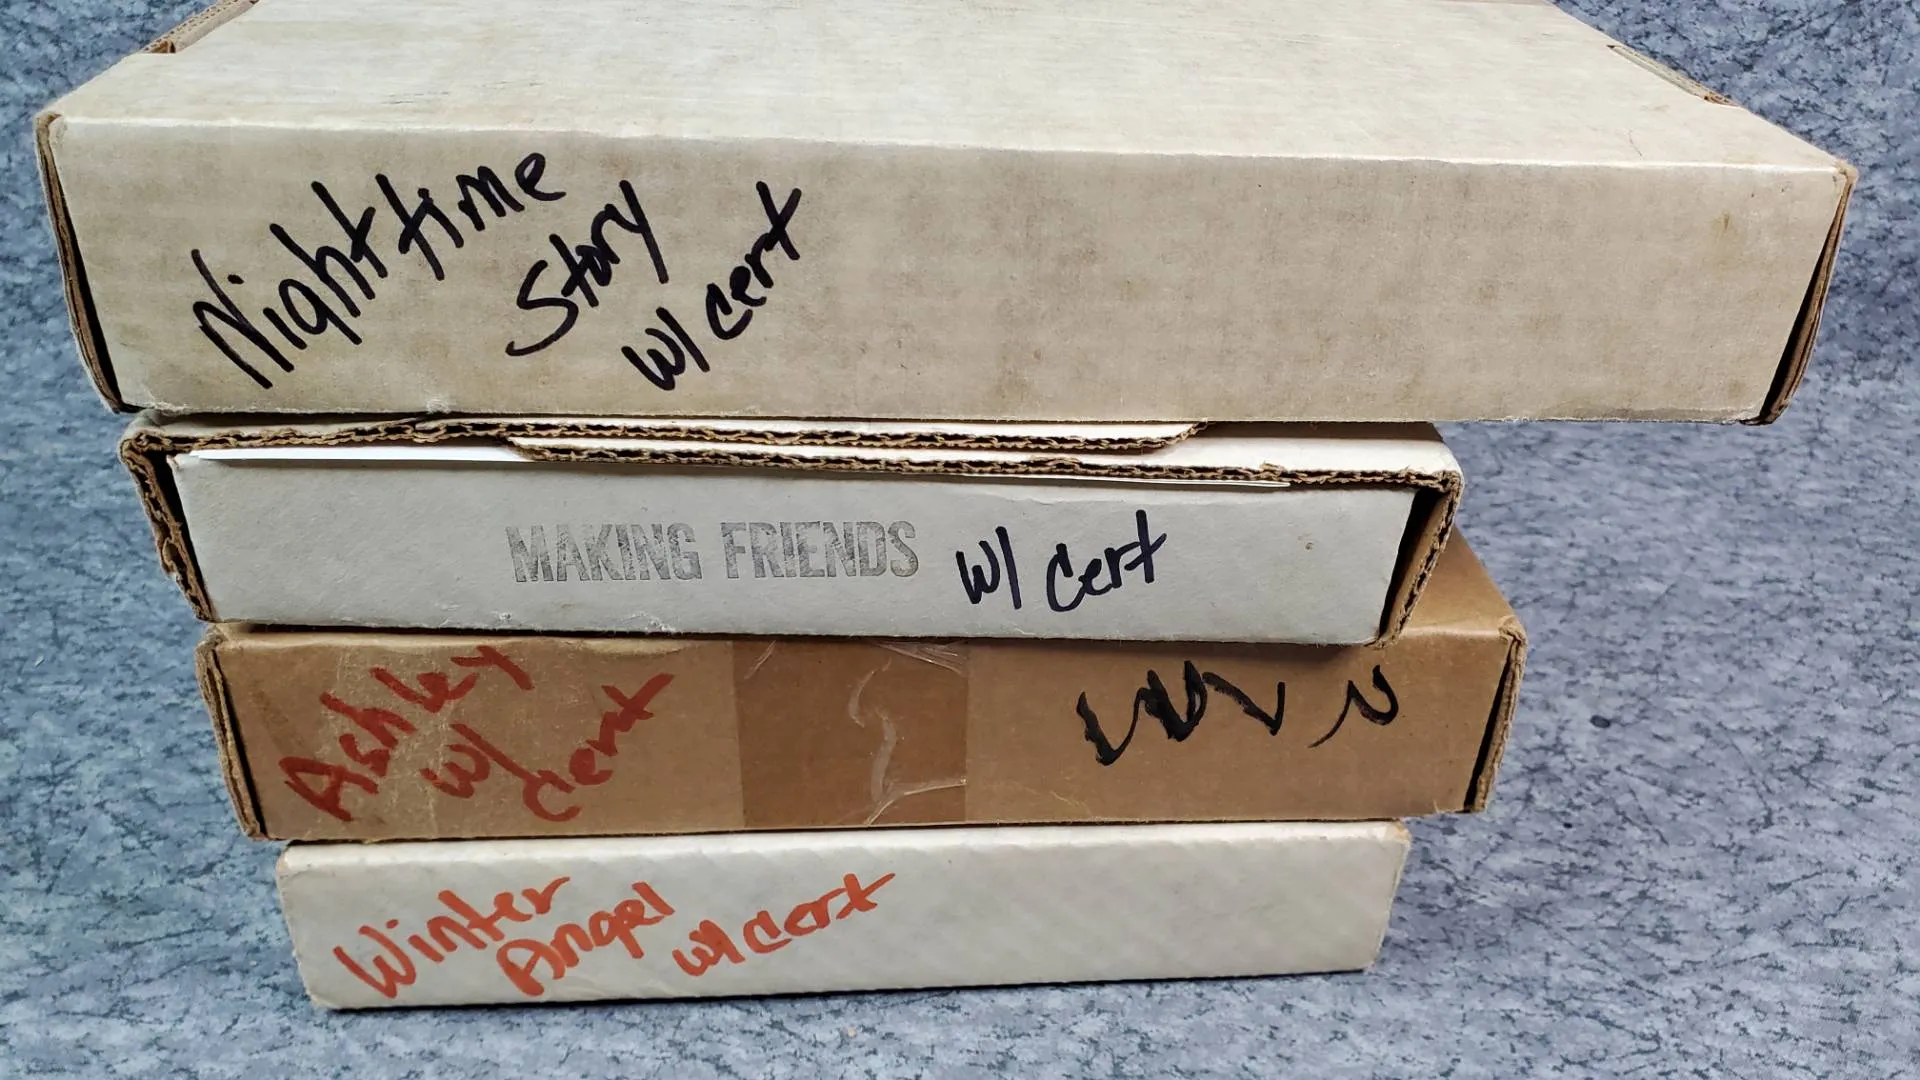 Nighttime
Story
w/ cert
MAKING FRIENDS w/ cert
Ashley
w/
cert
Winter
Angel
w/ cert